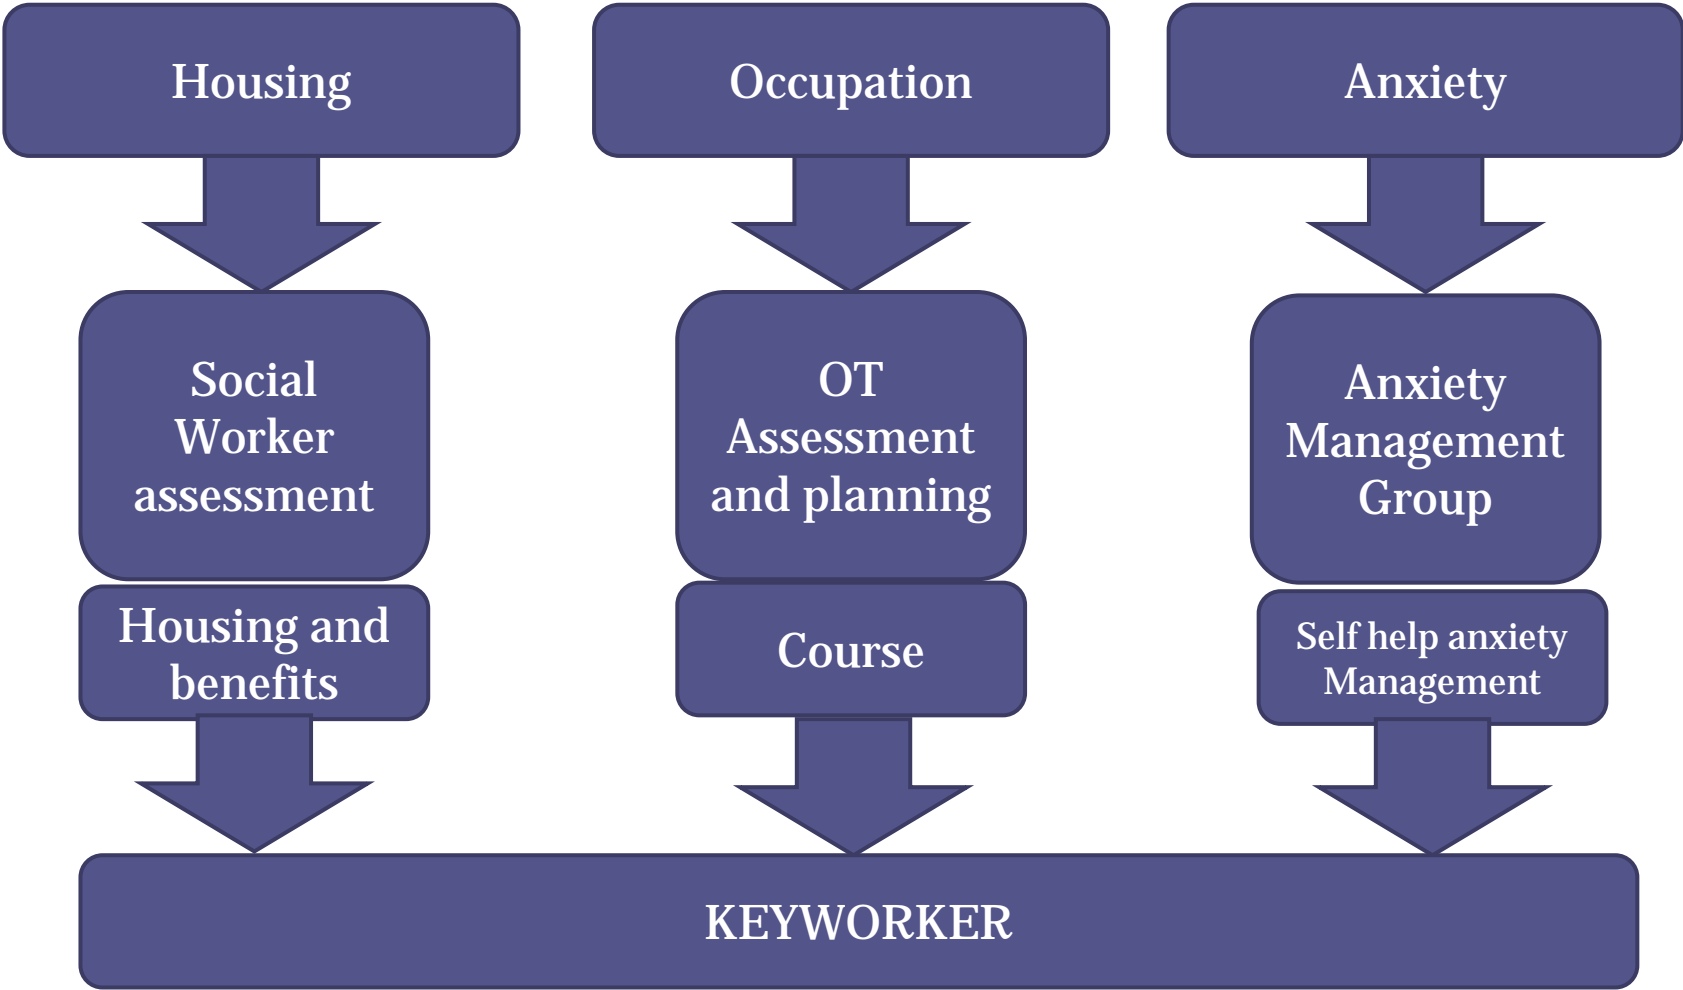 Housing
Occupation
Anxiety
Social
Worker
assessment
OT
Assessment
and planning
Anxiety
Management
Group
Housing and
benefits
Course
Self help anxiety
Management
KEYWORKER